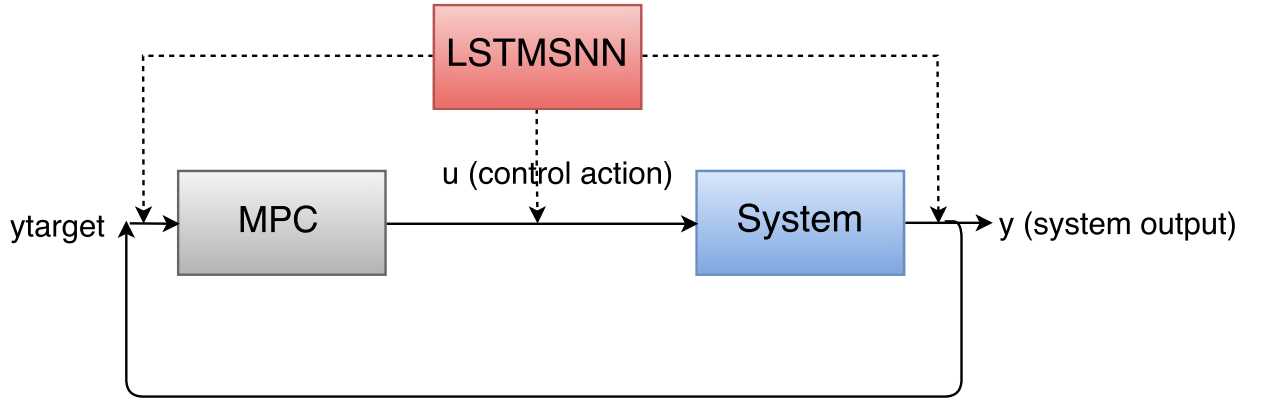 LSTMSNN
u (control action)
ytarget
MPC
System
y (system output)